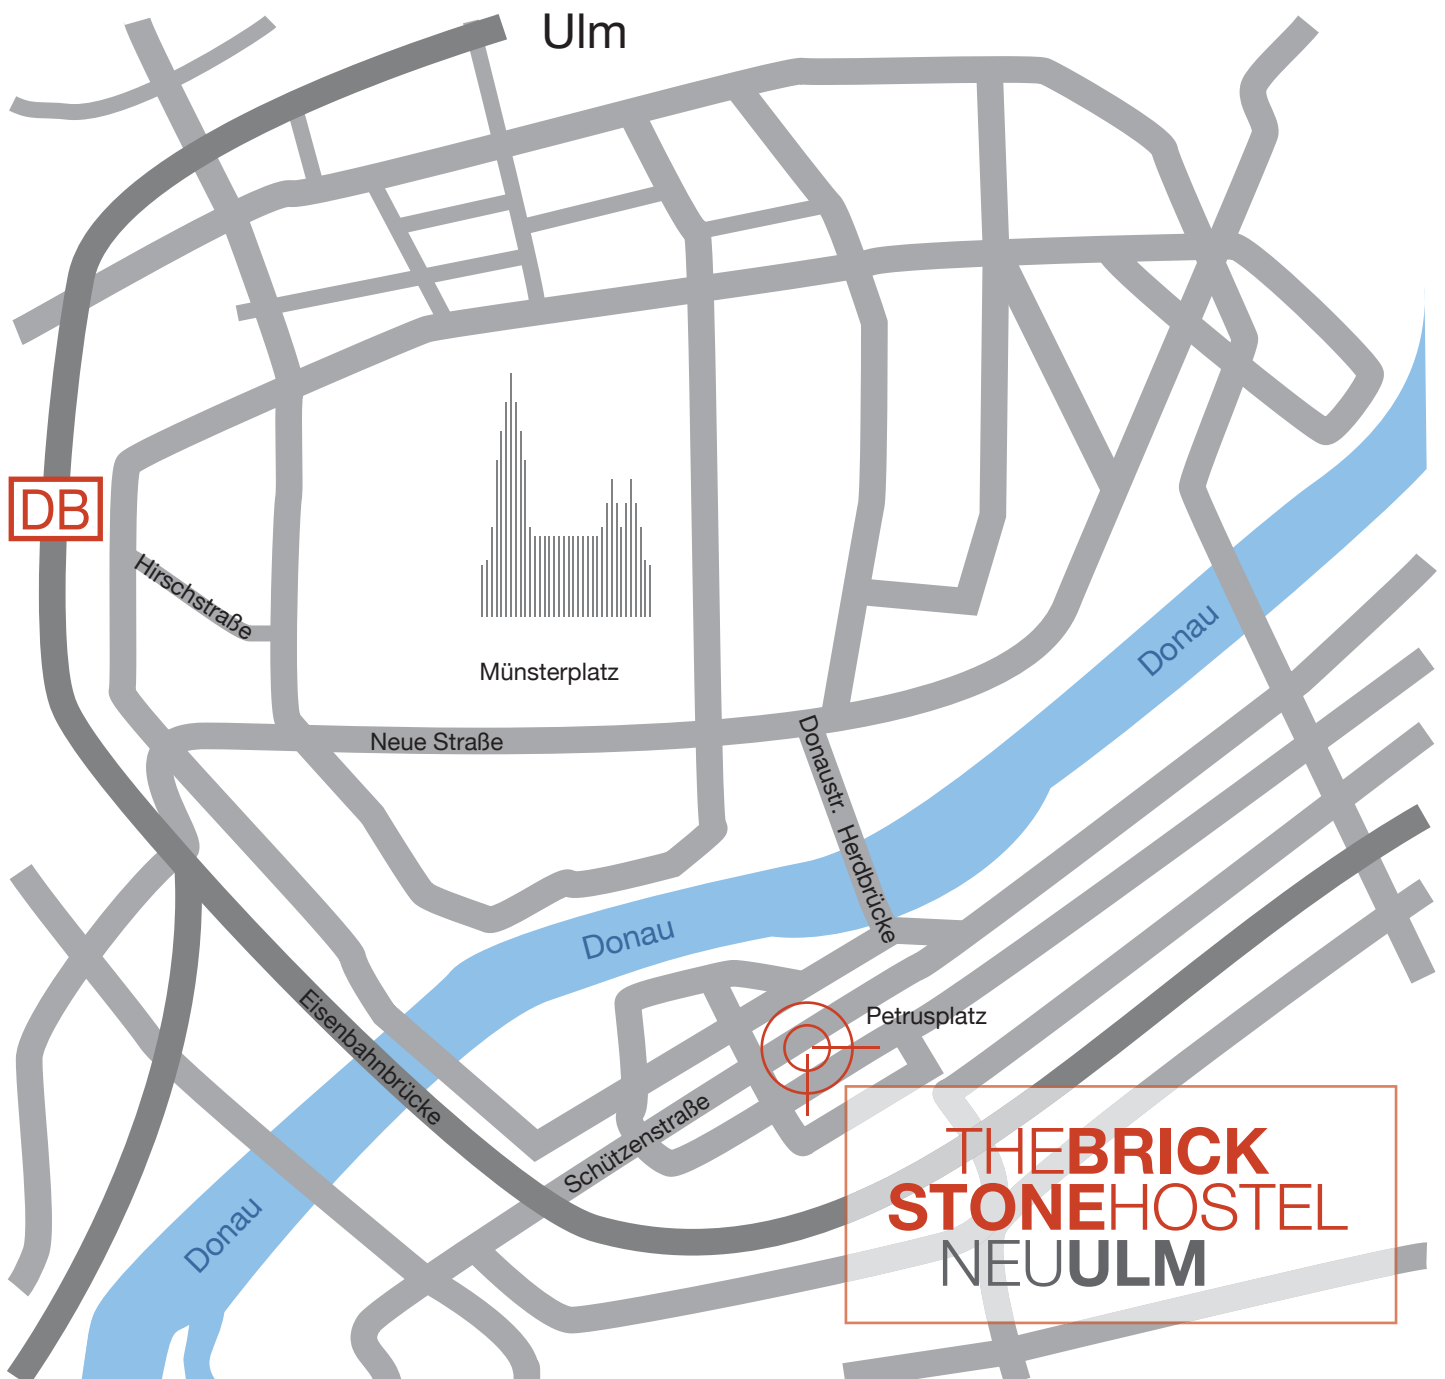 Ulm
DB
Hirschstraße
Münsterplatz
Neue Straße
Donaustr.
Herdbrücke
Donau
Donau
Petrusplatz
Eisenbahnbrücke
Schützenstraße
Donau
THEBRICK
STONEHOSTEL
NEUULM